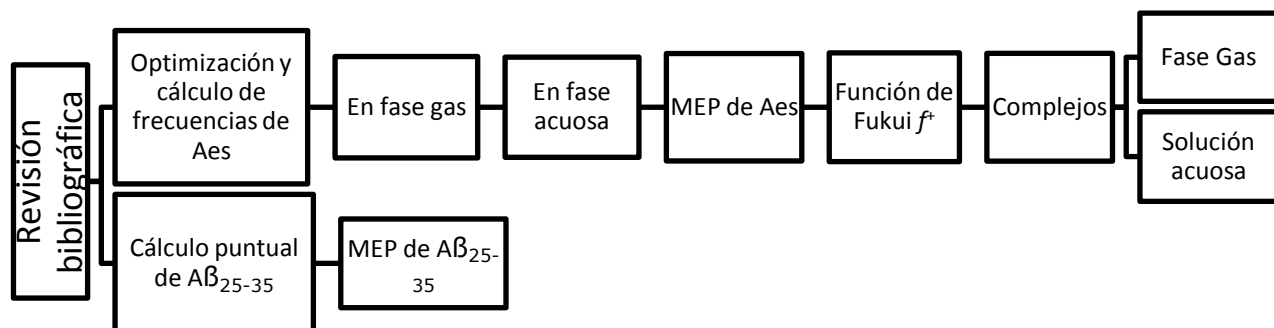 Revisión
bibliográfica
Optimización y
cálculo de
frecuencias de
Aes
En fase gas
En fase
acuosa
MEP de Aes
Función de
Fukui f⁺
Complejos
Fase Gas
Solución
acuosa
Cálculo puntual
de Aß₂₅₋₃₅
MEP de Aß₂₅₋
₃₅